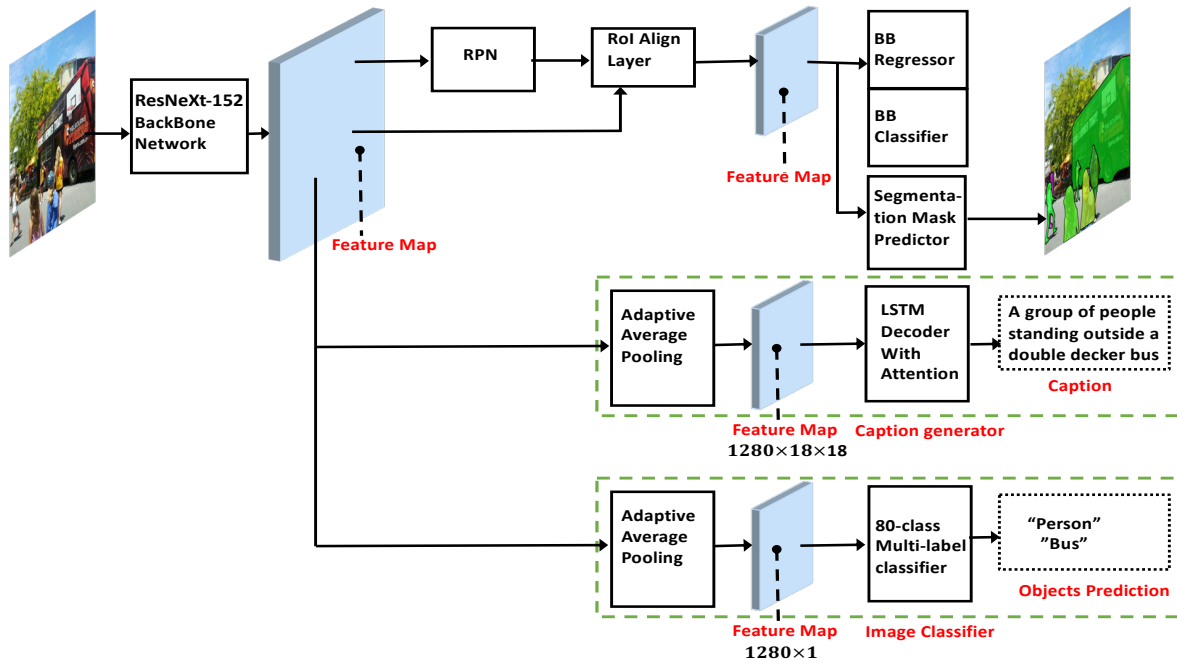 ResNeXt-152
BackBone
Network
Feature Map
RPN
RoI Align
Layer
Feature Map
BB
Regressor
BB
Classifier
Segmenta-
tion Mask
Predictor
Adaptive
Average
Pooling
Feature Map
1280×18×18
LSTM
Decoder
With
Attention
Caption generator
A group of people
standing outside a
double decker bus
Caption
Adaptive
Average
Pooling
Feature Map
1280×1
80-class
Multi-label
classifier
Image Classifier
“Person”
”Bus”
Objects Prediction